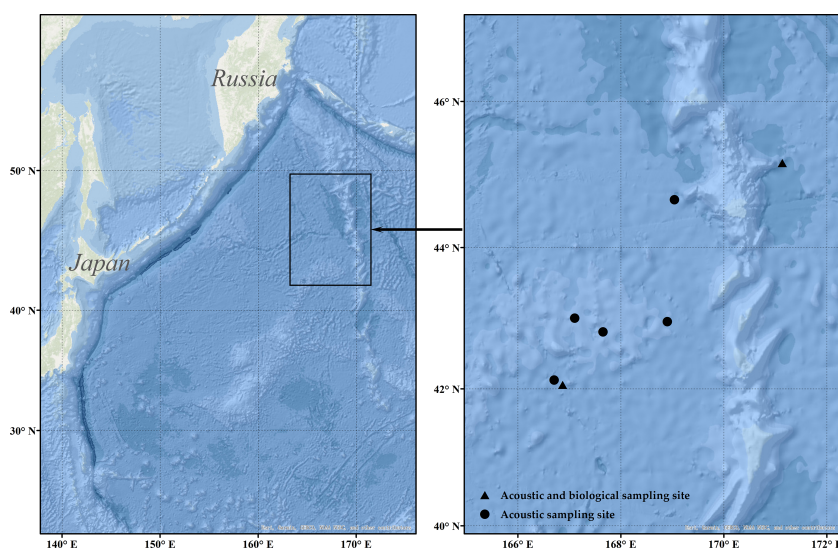 Russia
Japan
50° N
40° N
30° N
140° E
150° E
160° E
170° E
46° N
44° N
42° N
40° N
166° E
168° E
170° E
172° E
Acoustic and biological sampling site
Acoustic sampling site